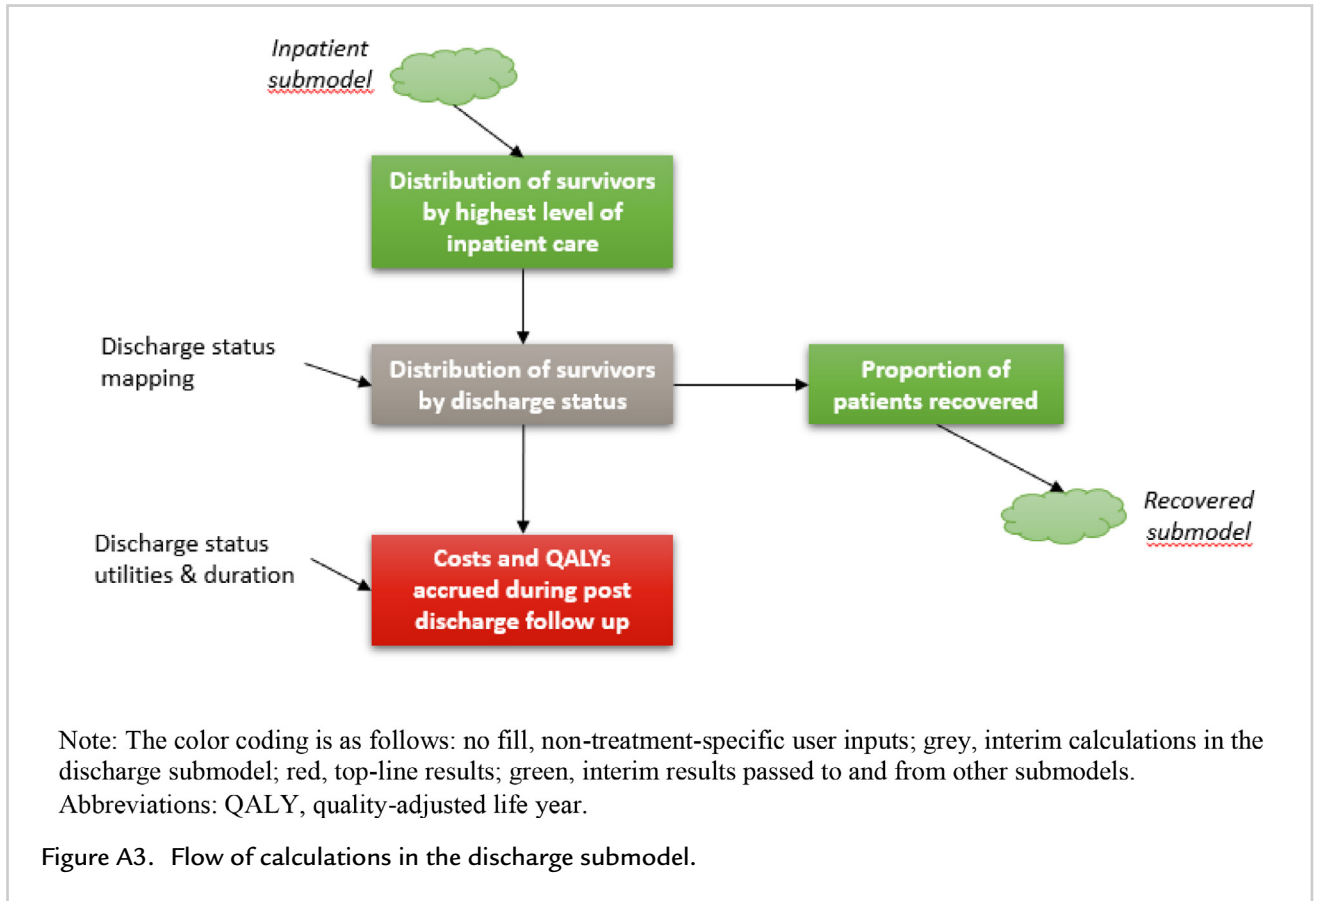 Inpatient
submodel
Distribution of survivors
by highest level of
inpatient care
Discharge status
mapping
Distribution of survivors
by discharge status
Proportion of
patients recovered
Recovered
submodel
Discharge status
utilities & duration
Costs and QALYs
accrued during post
discharge follow up
Note: The color coding is as follows: no fill, non-treatment-specific user inputs; grey, interim calculations in the
discharge submodel; red, top-line results; green, interim results passed to and from other submodels.
Abbreviations: QALY, quality-adjusted life year.
Figure A3. Flow of calculations in the discharge submodel.